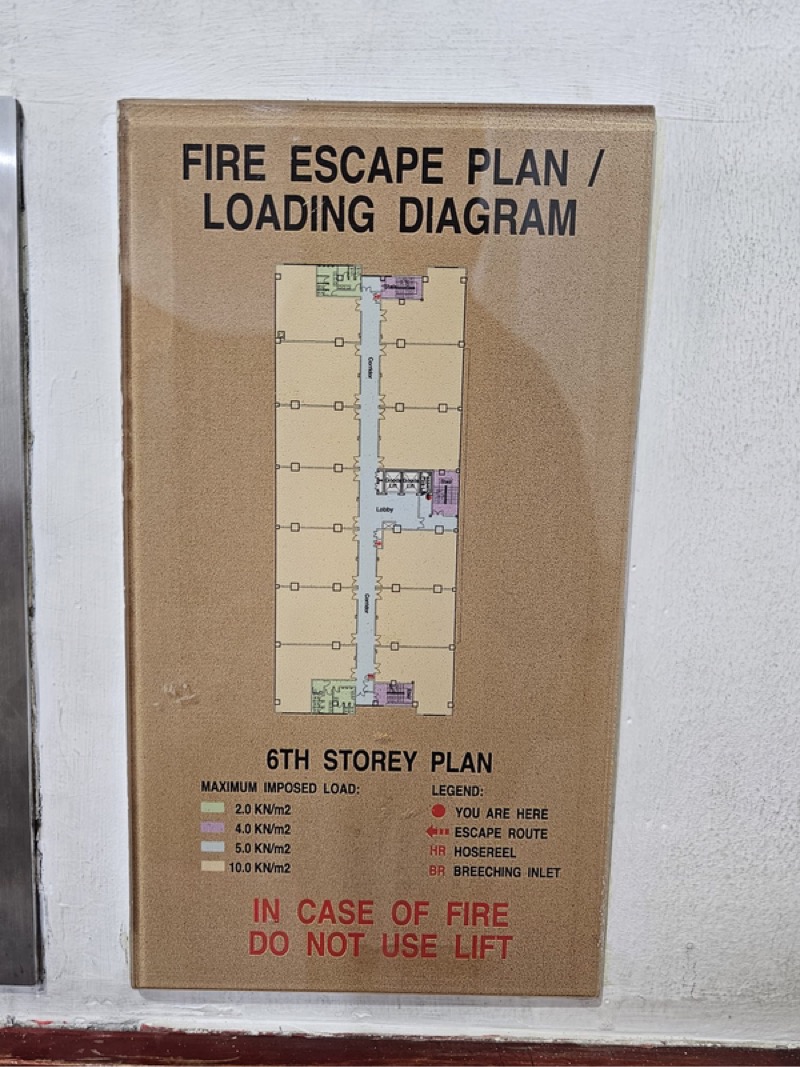 FIRE ESCAPE PLAN /
LOADING DIAGRAM
Corridor
Lobby
Corridor
6TH STOREY PLAN
MAXIMUM IMPOSED LOAD:
2.0 KN/m2
4.0 KN/m2
5.0 KN/m2
10.0 KN/m2
LEGEND:
YOU ARE HERE
ESCAPE ROUTE
HR HOSEREEL
BR BREECHING INLET
IN CASE OF FIRE
DO NOT USE LIFT